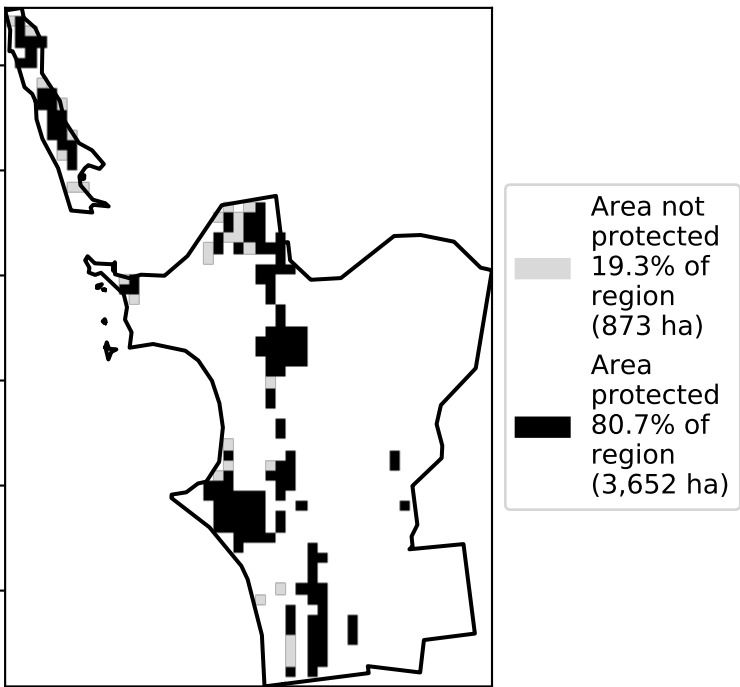 Area not
protected
19.3% of
region
(873 ha)
Area
protected
80.7% of
region
(3,652 ha)